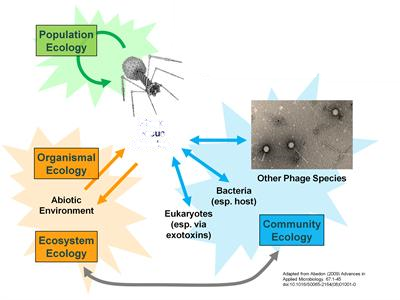 Population
Ecology
Organismal
Ecology
Abiotic
Environment
Ecosystem
Ecology
Other Phage Species
Bacteria
(esp. host)
Eukaryotes
(esp. via
exotoxins)
Community
Ecology
Adapted from Abedon (2009) Advances in
Applied Microbiology. 67:1-45
doi:10.1016/S0065-2164(08)01001-0